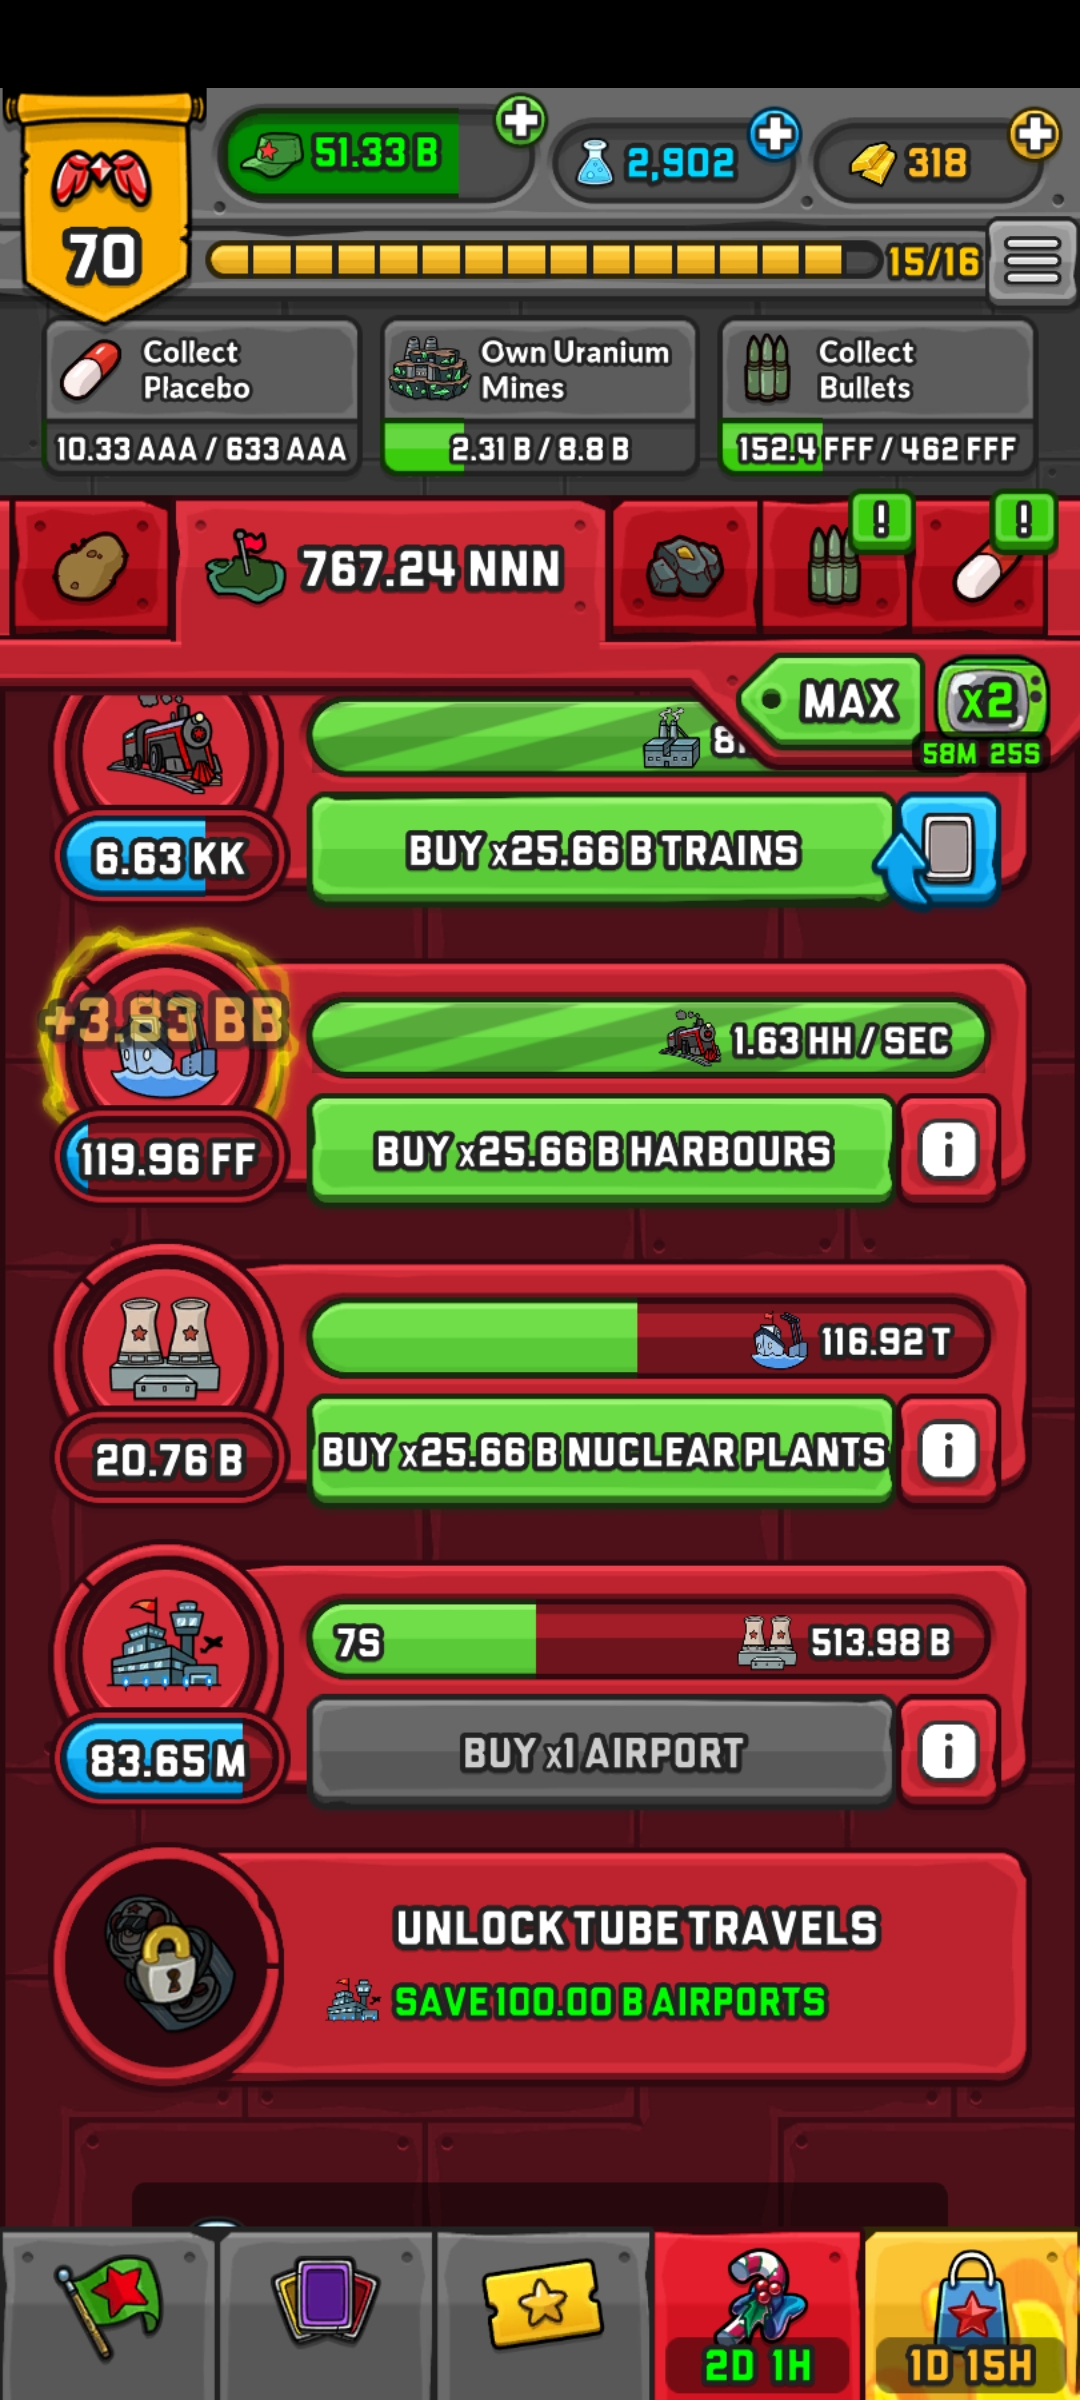 51.33 B
2,902
318
70
15/16
Collect
Placebo
10.33 AAA / 633 AAA
Own Uranium
Mines
2.31 B / 8.8 B
Collect
Bullets
152.4 FFF / 462 FFF
!
!
767.24 NNN
MAX
x2
58M 25S
6.63 KK
BUY x25.66 B TRAINS
+3.83 BB
1.63 HH / SEC
119.96 FF
BUY x25.66 B HARBOURS
i
116.92 T
20.76 B
BUY x25.66 B NUCLEAR PLANTS
i
7S
513.98 B
83.65 M
BUY x1 AIRPORT
i
UNLOCK TUBE TRAVELS
SAVE 100.00 B AIRPORTS
2D 1H
1D 15H